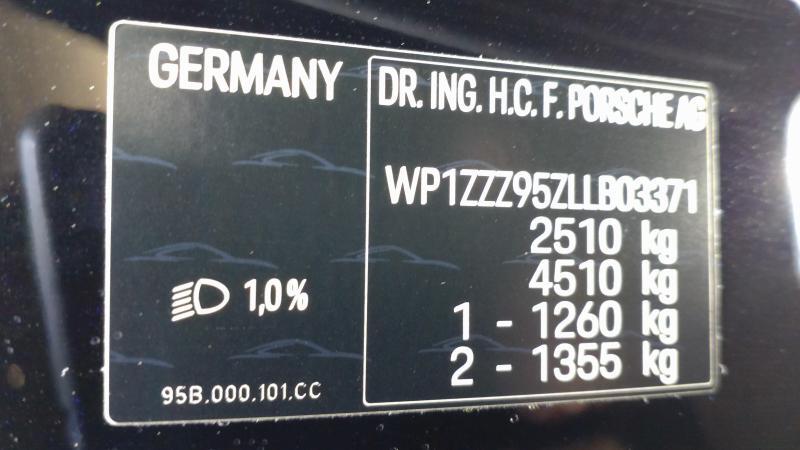 GERMANY
DR. ING. H.C. F. PORSCHE AG
WP1ZZZ95ZLLB03371
2510 kg
4510 kg
1 - 1260 kg
2 - 1355 kg
1,0%
95B.000.101.CC